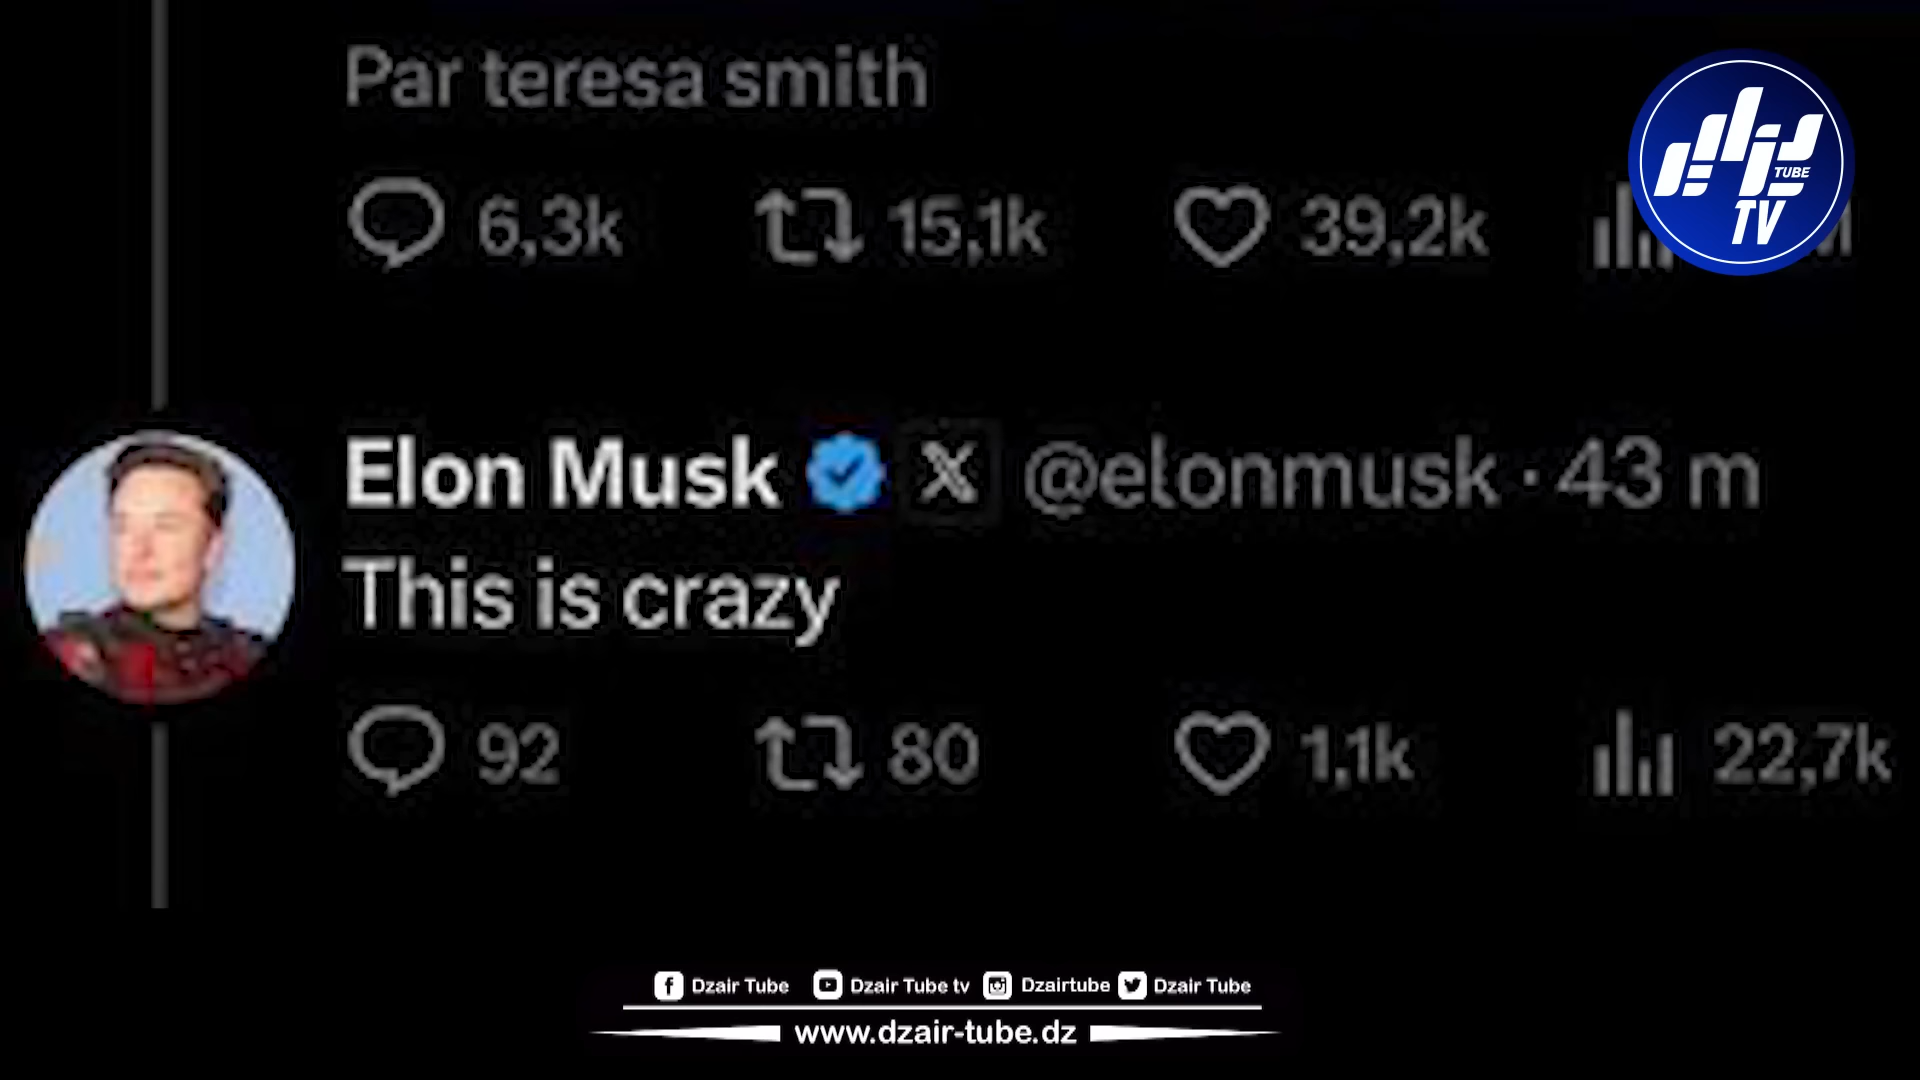 Par teresa smith
6,3k 15,1k 39,2k
TUBE
TV
Elon Musk X @elonmusk · 43 m
This is crazy
92 80 1,1k 22,7k
Dzair Tube Dzair Tube tv Dzairtube Dzair Tube
www.dzair-tube.dz